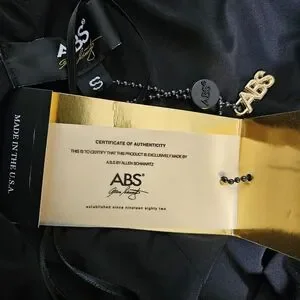 ABS®
S
ABS
ABS
MADE IN THE U.S.A.
CERTIFICATE OF AUTHENTICITY
THIS IS TO CERTIFY THAT THIS PRODUCT IS EXCLUSIVELY MADE BY
A.B.S BY ALLEN SCHWARTZ
ABS®
established since nineteen eighty two